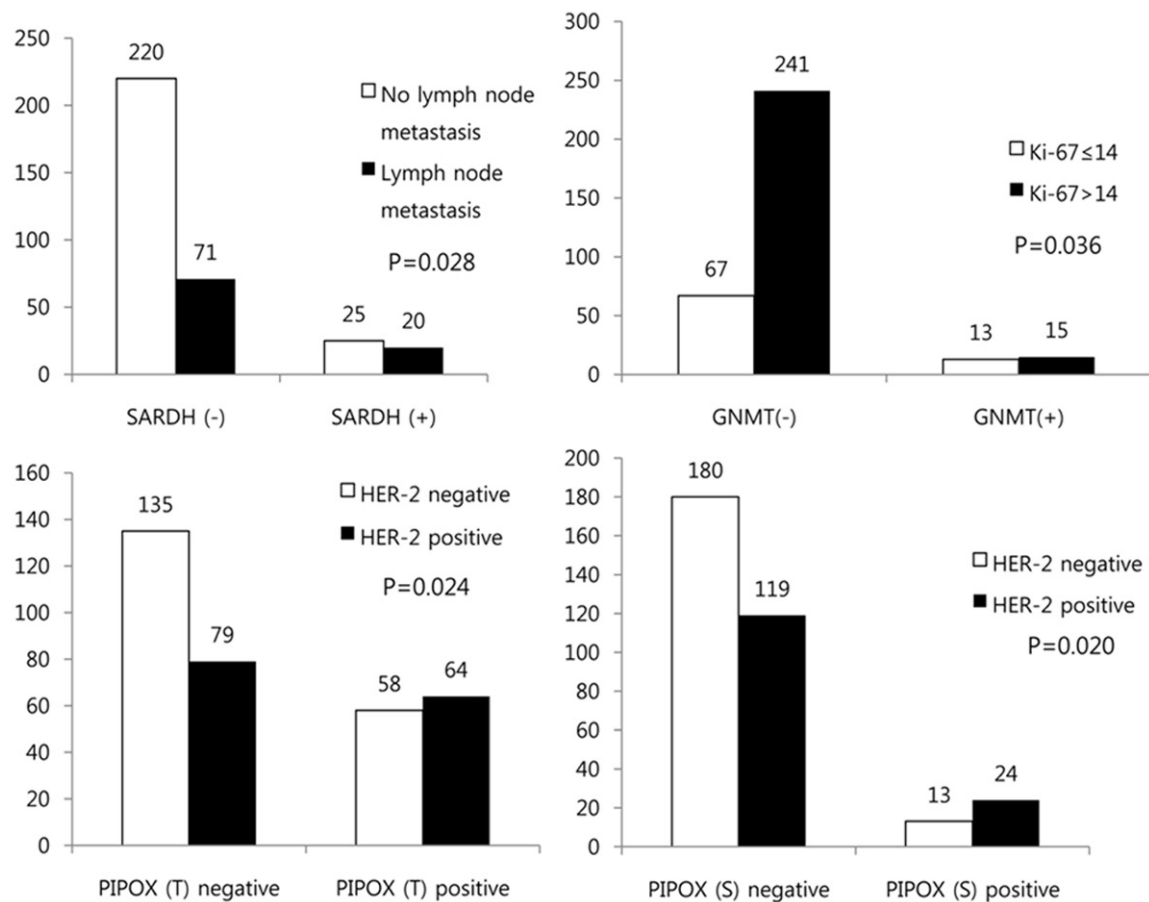 250
200
150
100
50
0
220
71
25
20
No lymph node
metastasis
Lymph node
metastasis
P=0.028
SARDH (-)
SARDH (+)
300
250
200
150
100
50
0
67
241
13
15
Ki-67≤14
Ki-67>14
P=0.036
GNMT(-)
GNMT(+)
160
140
120
100
80
60
40
20
0
135
79
58
64
HER-2 negative
HER-2 positive
P=0.024
PIPOX (T) negative
PIPOX (T) positive
200
180
160
140
120
100
80
60
40
20
0
180
119
13
24
HER-2 negative
HER-2 positive
P=0.020
PIPOX (S) negative
PIPOX (S) positive